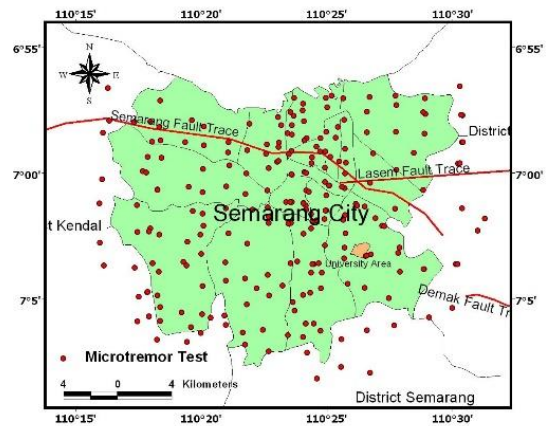 110°15' 110°20' 110°25' 110°30'
6°55' 6°55'
N
W E
S
Semarang Fault Trace
District
7°00' 7°00'
Lasem Fault Trace
Semarang City
t Kendal
University Area
7°5' 7°5'
Demak Fault Tr
Microtremor Test
4 0 4 Kilometers
District Semarang
110°15' 110°20' 110°25' 110°30'